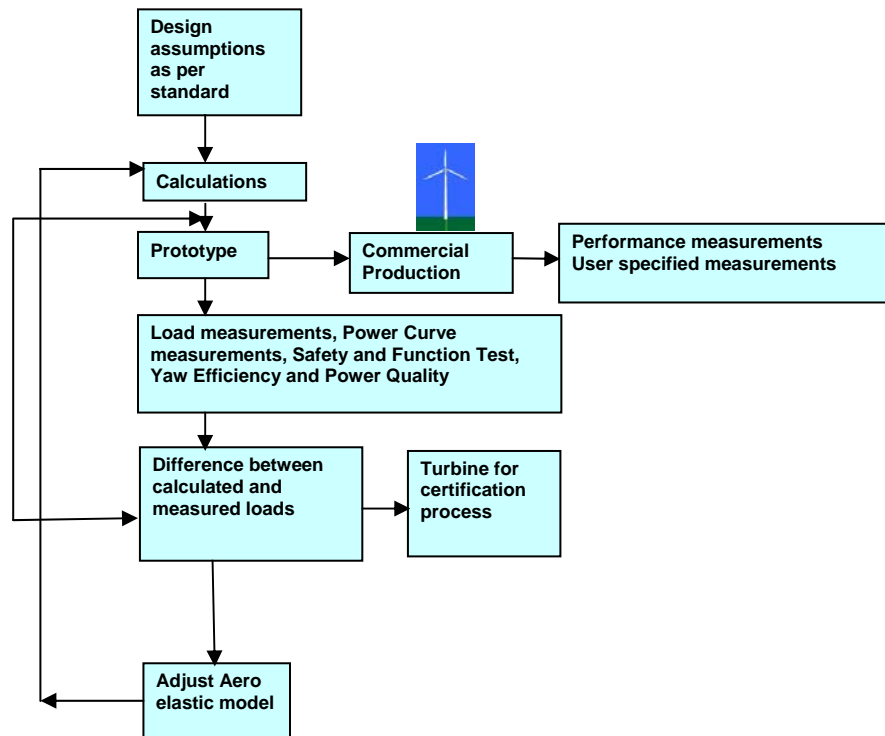 Design
assumptions
as per
standard
Calculations
Prototype
Commercial
Production
Performance measurements
User specified measurements
Load measurements, Power Curve
measurements, Safety and Function Test,
Yaw Efficiency and Power Quality
Difference between
calculated and
measured loads
Turbine for
certification
process
Adjust Aero
elastic model